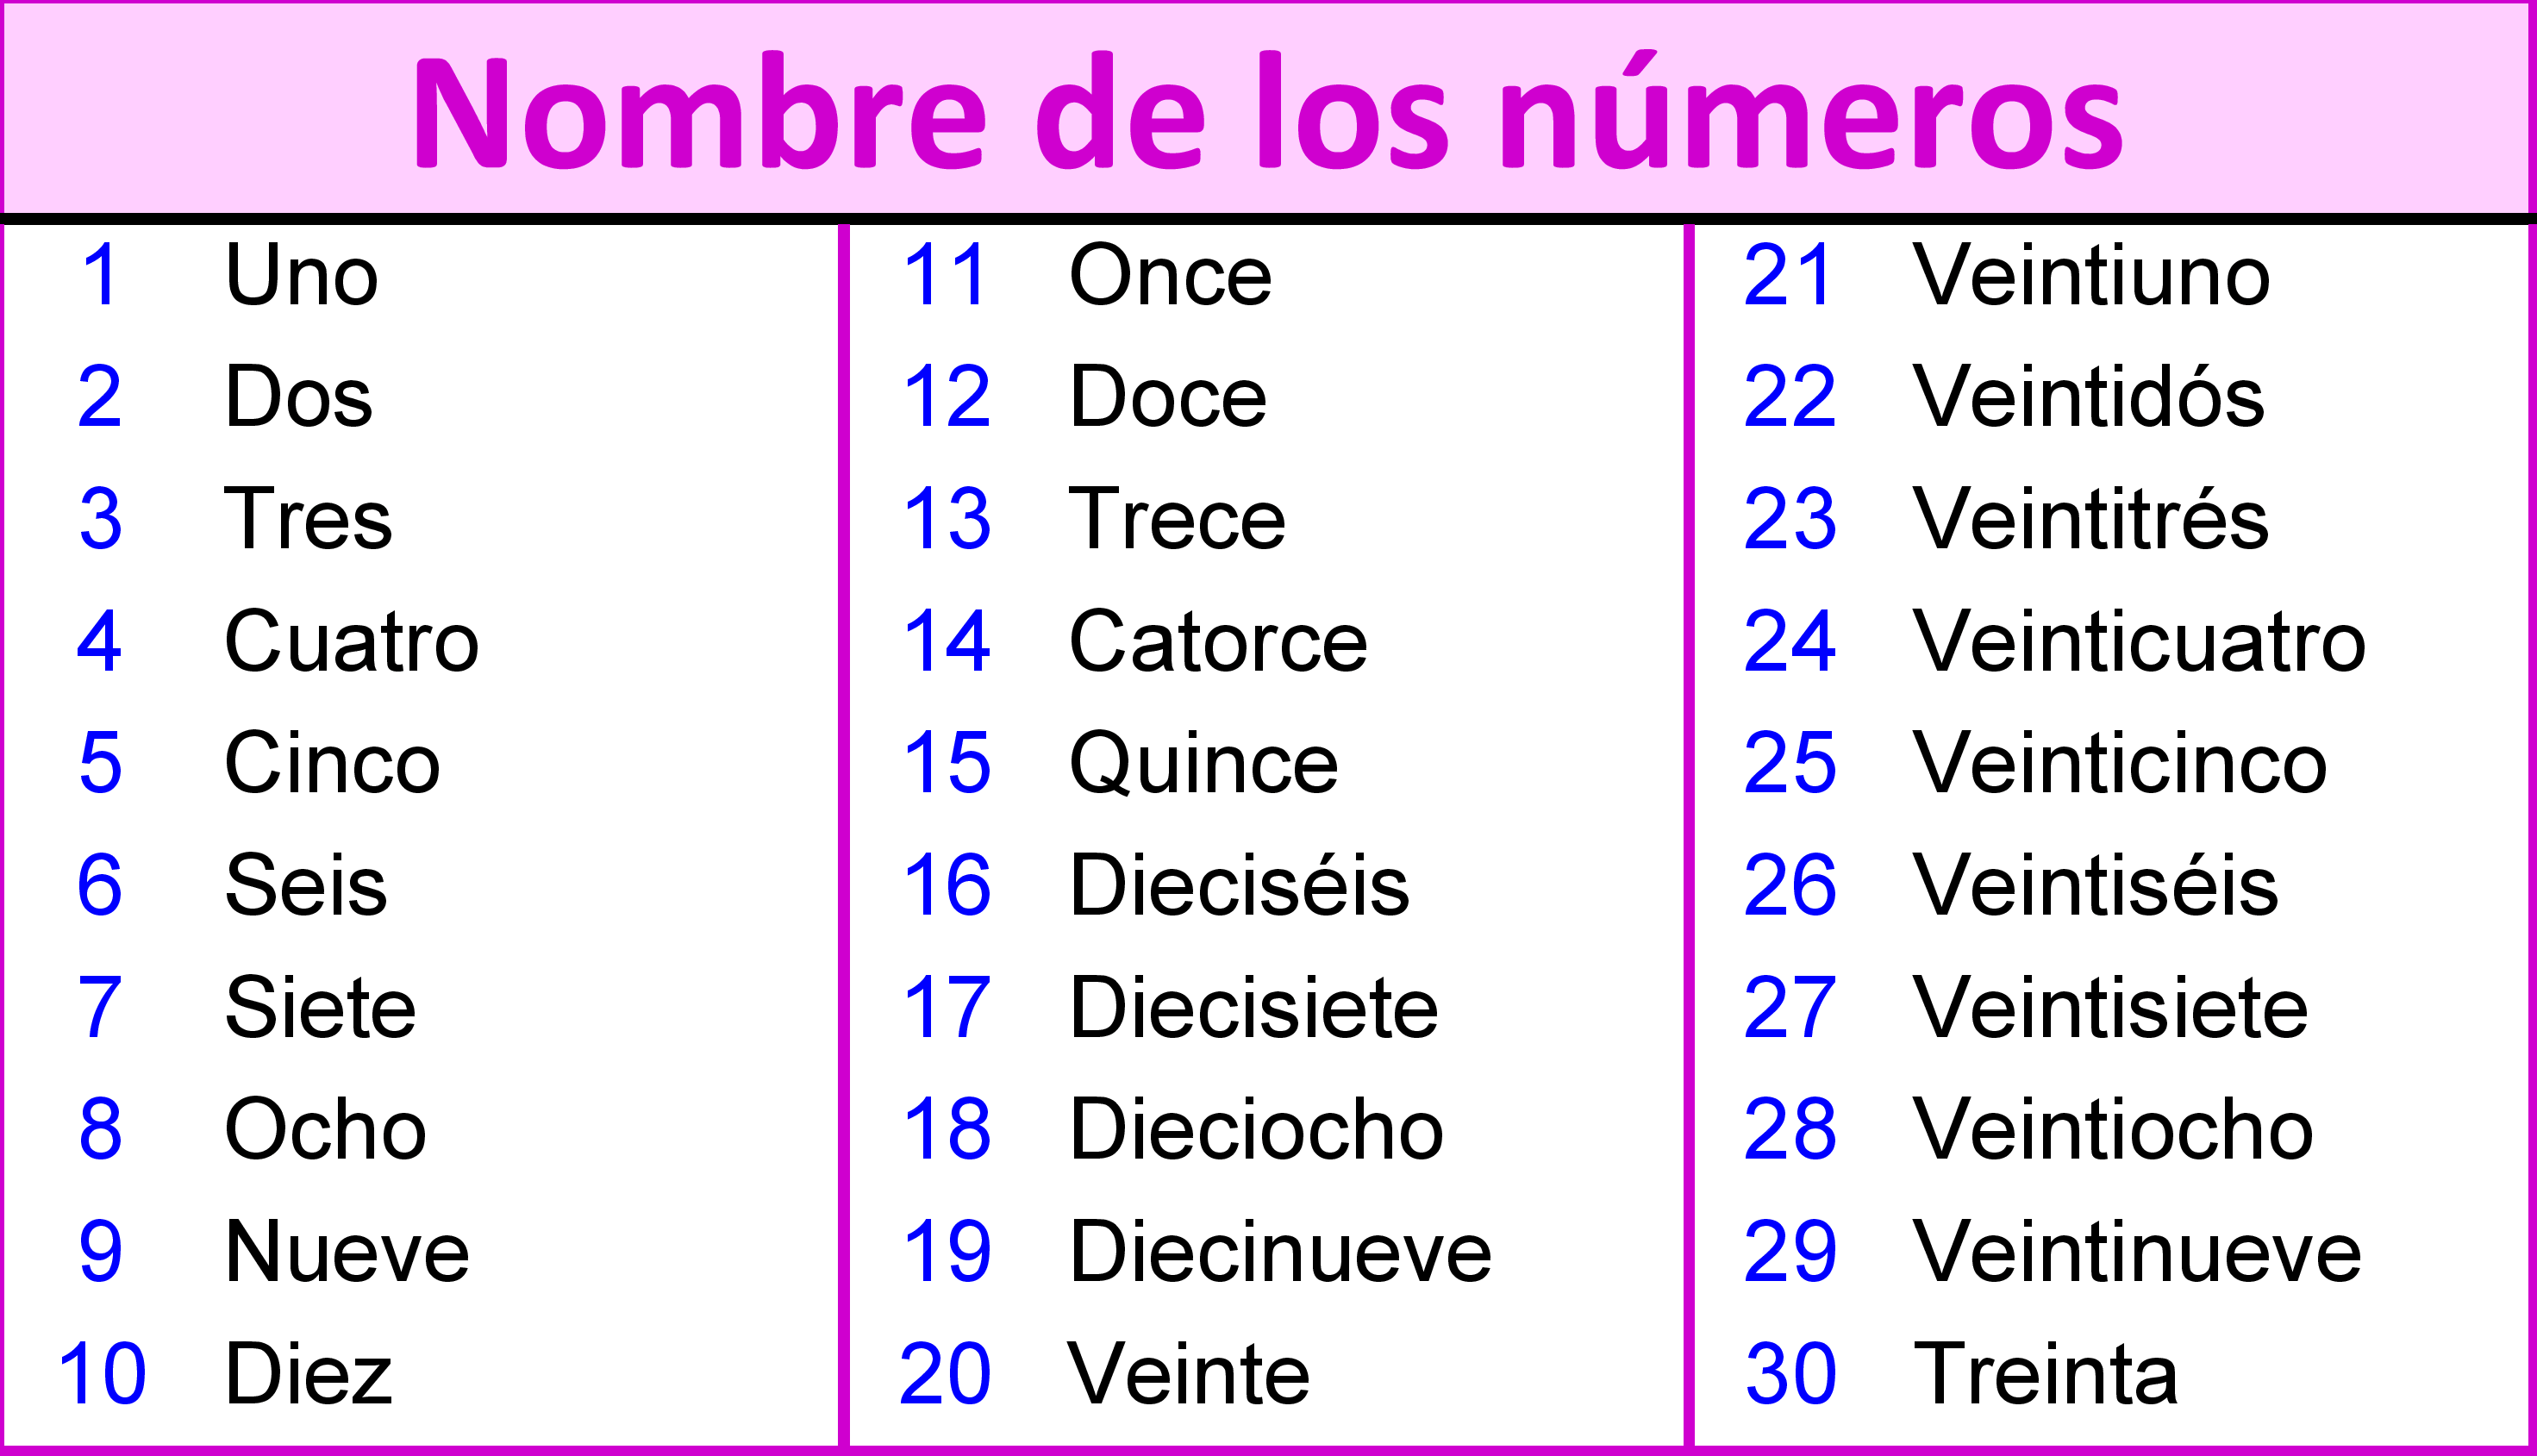 Nombre de los números
1 Uno
2 Dos
3 Tres
4 Cuatro
5 Cinco
6 Seis
7 Siete
8 Ocho
9 Nueve
10 Diez
11 Once
12 Doce
13 Trece
14 Catorce
15 Quince
16 Dieciséis
17 Diecisiete
18 Dieciocho
19 Diecinueve
20 Veinte
21 Veintiuno
22 Veintidós
23 Veintitrés
24 Veinticuatro
25 Veinticinco
26 Veintiséis
27 Veintisiete
28 Veintiocho
29 Veintinueve
30 Treinta